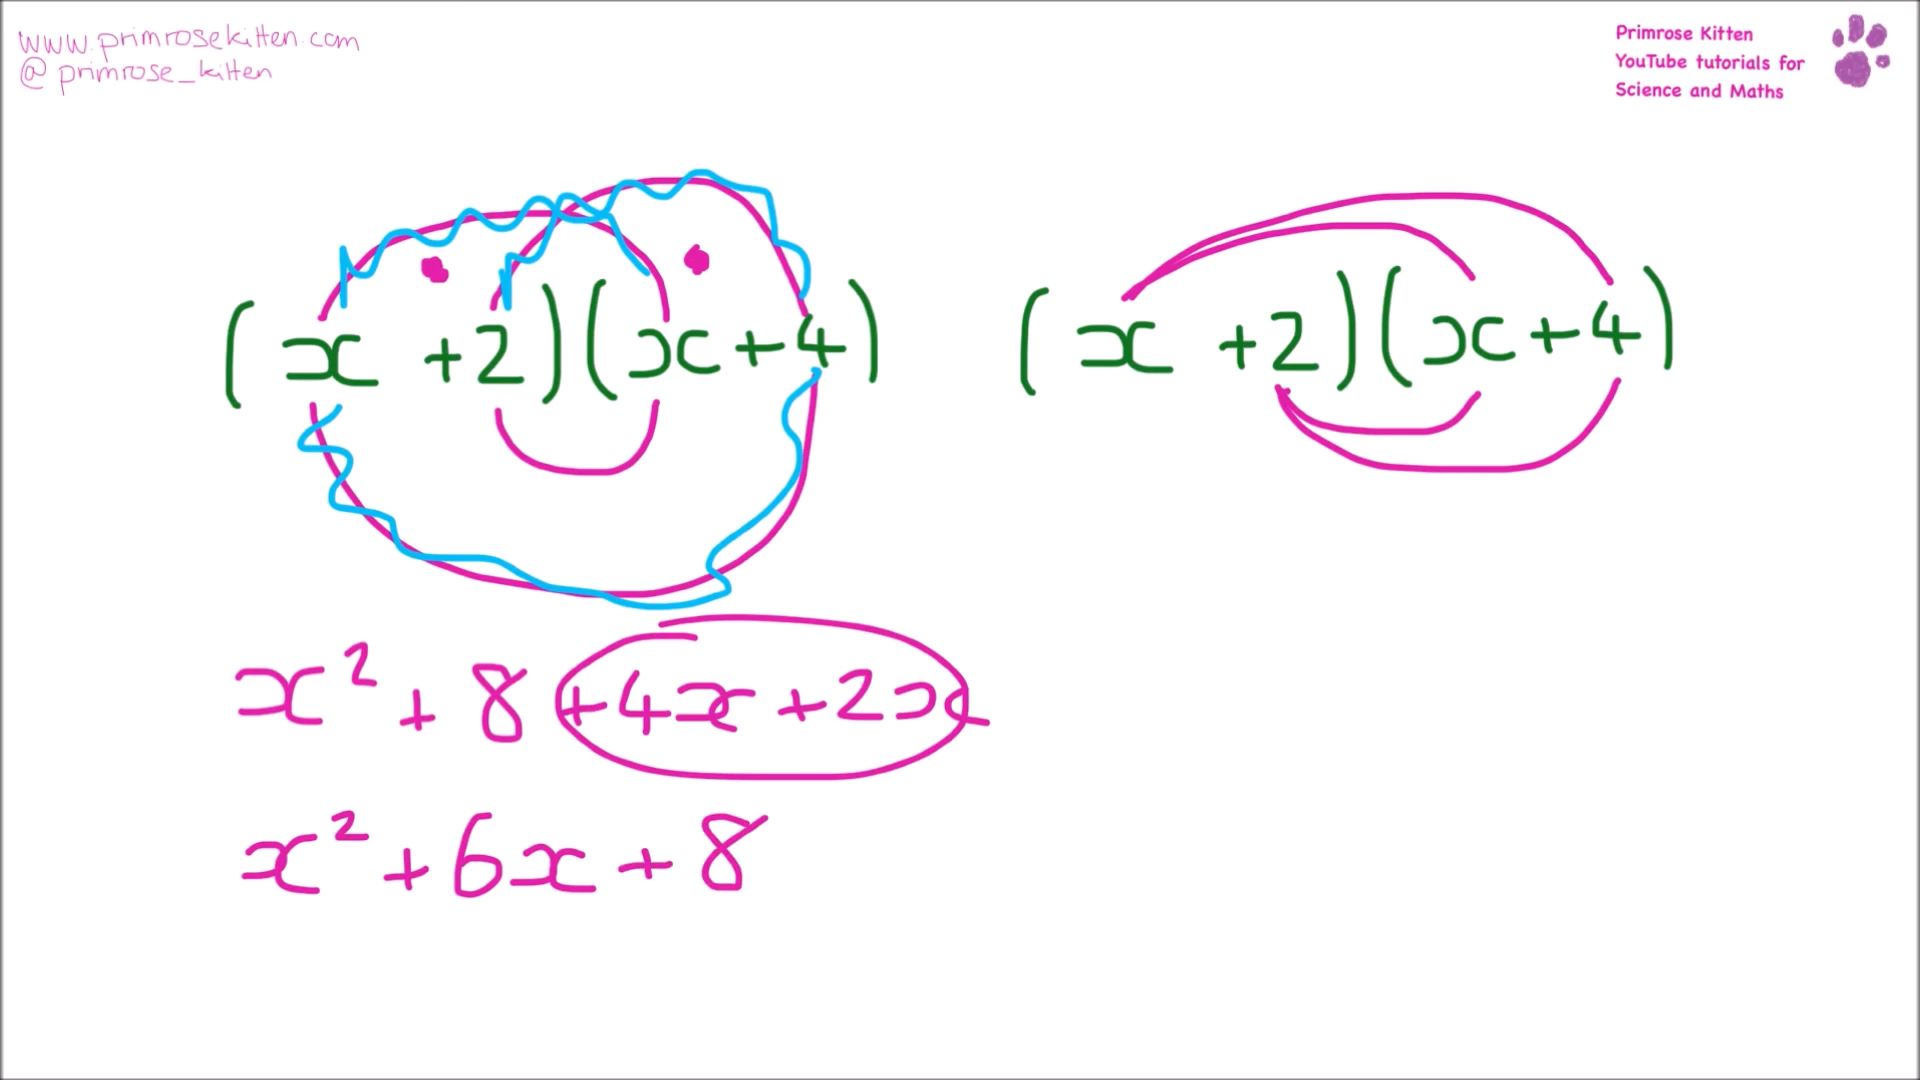 www.primrosekitten.com
@primrose_kitten
Primrose Kitten
YouTube tutorials for
Science and Maths
(x +2)(x+4)
(x +2)(x+4)
x² + 8 +4x +2x
x² + 6x + 8